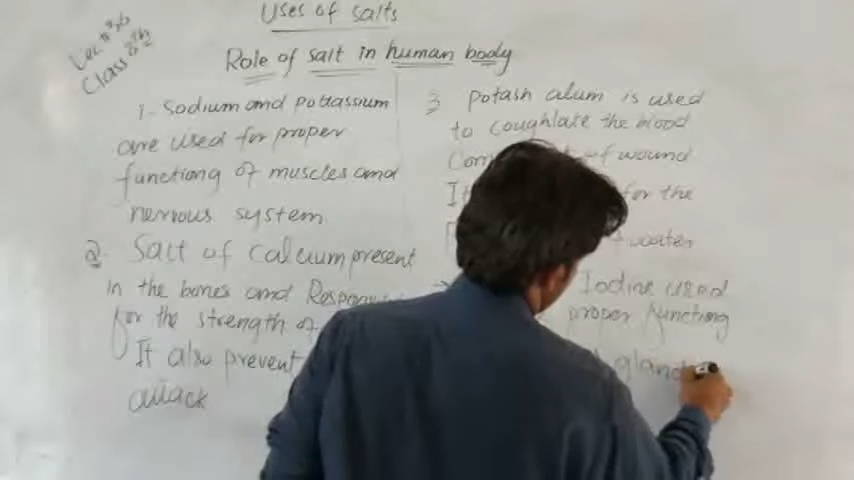 Uses of salts
Lec # 36
Class 8th
Role of salt in human body
1. Sodium and pottassium
are used for proper
functiong of muscles and
nervous system
2. Salt of calcium present
in the bones and
for the strength of
It also prevent
attack
3 potash alum is used
to coughlate the blood
of wound
It for the
water
Iodine used
proper functiong
gland